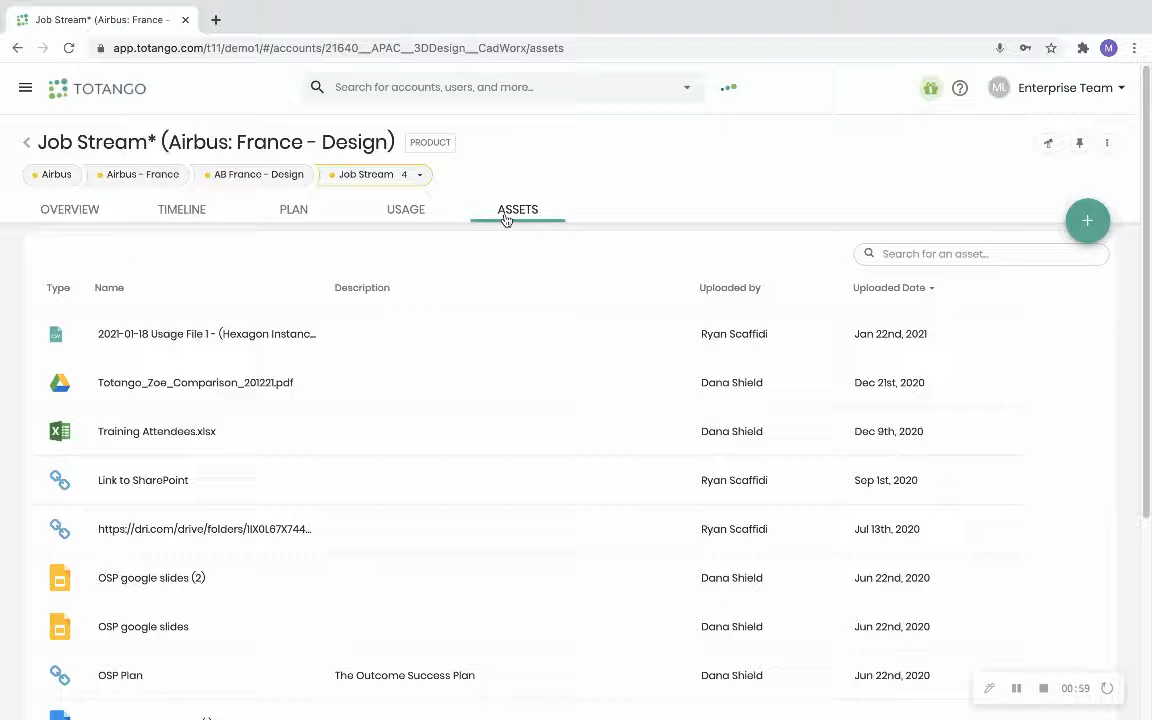 Job Stream* (Airbus: France -
app.totango.com/t11/demo1/#/accounts/21640__APAC__3DDesign__CadWorx/assets
M
TOTANGO
Search for accounts, users, and more...
ML
Enterprise Team
Job Stream* (Airbus: France - Design)
PRODUCT
Airbus
Airbus - France
AB France - Design
Job Stream 4
OVERVIEW
TIMELINE
PLAN
USAGE
ASSETS
Search for an asset...
Type Name Description Uploaded by Uploaded Date
2021-01-18 Usage File 1 - (Hexagon Instanc... Ryan Scaffidi Jan 22nd, 2021
Totango_Zoe_Comparison_201221.pdf Dana Shield Dec 21st, 2020
Training Attendees.xlsx Dana Shield Dec 9th, 2020
Link to SharePoint Ryan Scaffidi Sep 1st, 2020
https://dri.com/drive/folders/1IX0L67X744... Ryan Scaffidi Jul 13th, 2020
OSP google slides (2) Dana Shield Jun 22nd, 2020
OSP google slides Dana Shield Jun 22nd, 2020
OSP Plan The Outcome Success Plan Dana Shield Jun 22nd, 2020
00:59